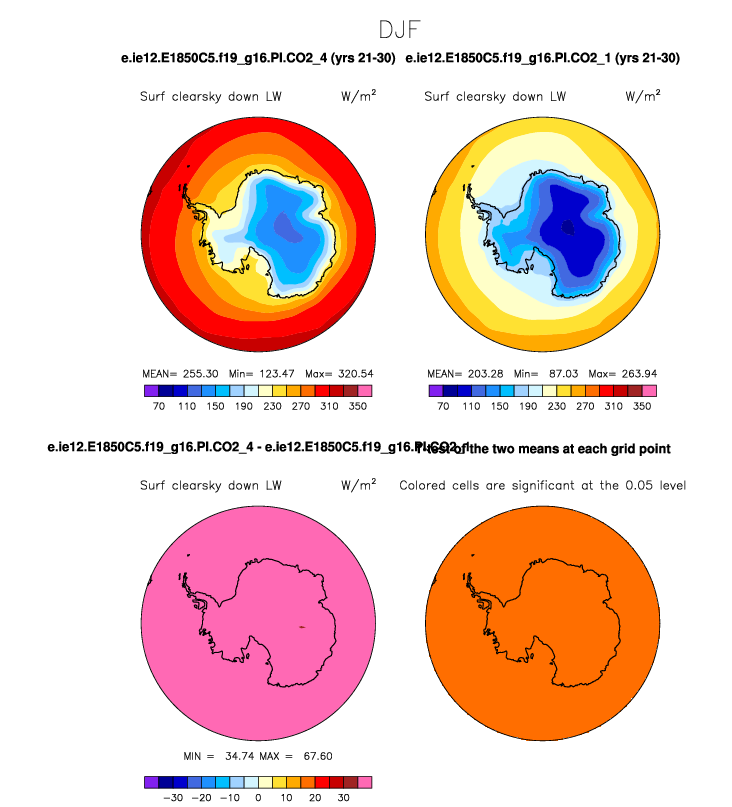 DJF
e.ie12.E1850C5.f19_g16.PI.CO2_4 (yrs 21-30) e.ie12.E1850C5.f19_g16.PI.CO2_1 (yrs 21-30)
Surf clearsky down LW W/m² Surf clearsky down LW W/m²
MEAN= 255.30 Min= 123.47 Max= 320.54 MEAN= 203.28 Min= 87.03 Max= 263.94
70 110 150 190 230 270 310 350 70 110 150 190 230 270 310 350
e.ie12.E1850C5.f19_g16.PI.CO2_4 - e.ie12.E1850C5.f19_g16.PI.CO2_1 T-test of the two means at each grid point
Surf clearsky down LW W/m² Colored cells are significant at the 0.05 level
MIN = 34.74 MAX = 67.60
-30 -20 -10 0 10 20 30